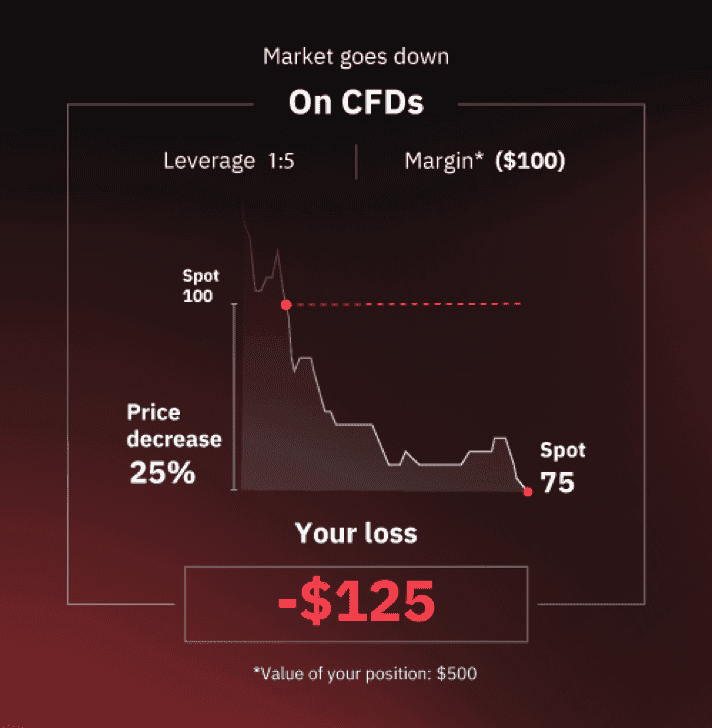 Market goes down
On CFDs
Leverage 1:5
Margin* ($100)
Spot
100
Price
decrease
25%
Spot
75
Your loss
-$125
*Value of your position: $500